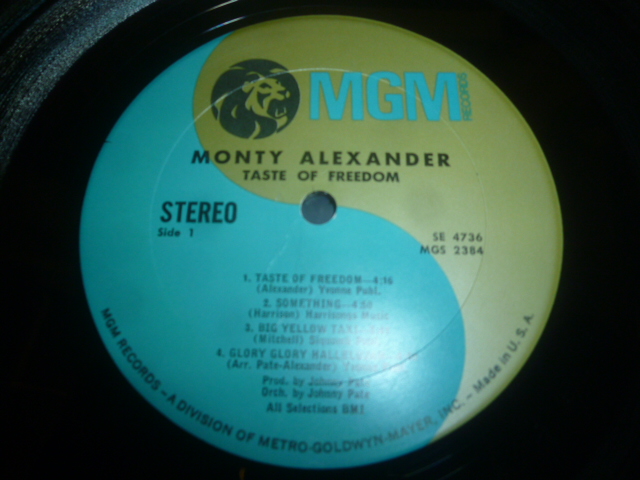 MGM
RECORDS
MONTY ALEXANDER
TASTE OF FREEDOM
STEREO
Side 1
SE 4736
MGS 2384
1. TASTE OF FREEDOM—4:16
(Alexander) Yvonne Publ.
2. SOMETHING—4:50
(Harrison) Harrisongs Music
3. BIG YELLOW TAXI
(Mitchell)
4. GLORY GLORY
(Arr. Pate-Alexander)
Prod. by Johnny Pate
Orch. by Johnny Pate
All Selections BMI
MGM RECORDS – A DIVISION OF METRO-GOLDWYN-MAYER, INC. – Made in U.S.A.